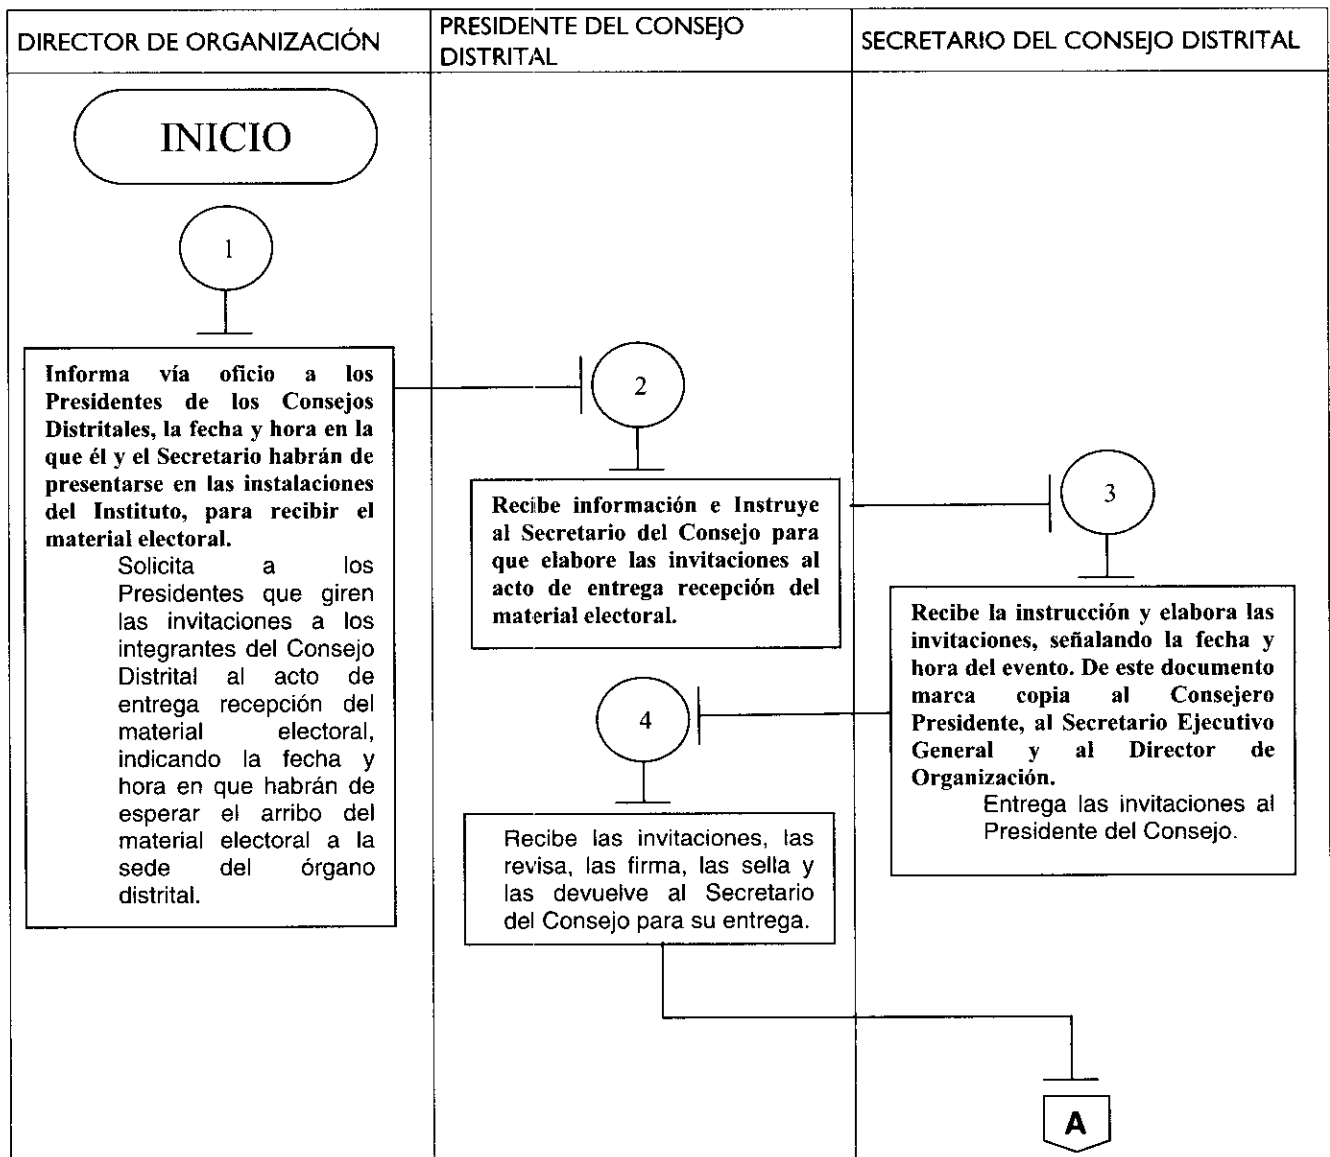 DIRECTOR DE ORGANIZACIÓN
PRESIDENTE DEL CONSEJO
DISTRITAL
SECRETARIO DEL CONSEJO DISTRITAL
INICIO
1
Informa vía oficio a los
Presidentes de los Consejos
Distritales, la fecha y hora en la
que él y el Secretario habrán de
presentarse en las instalaciones
del Instituto, para recibir el
material electoral.
Solicita a los
Presidentes que giren
las invitaciones a los
integrantes del Consejo
Distrital al acto de
entrega recepción del
material electoral,
indicando la fecha y
hora en que habrán de
esperar el arribo del
material electoral a la
sede del órgano
distrital.
2
Recibe información e Instruye
al Secretario del Consejo para
que elabore las invitaciones al
acto de entrega recepción del
material electoral.
3
Recibe la instrucción y elabora las
invitaciones, señalando la fecha y
hora del evento. De este documento
marca copia al Consejero
Presidente, al Secretario Ejecutivo
General y al Director de
Organización.
Entrega las invitaciones al
Presidente del Consejo.
4
Recibe las invitaciones, las
revisa, las firma, las sella y
las devuelve al Secretario
del Consejo para su entrega.
A